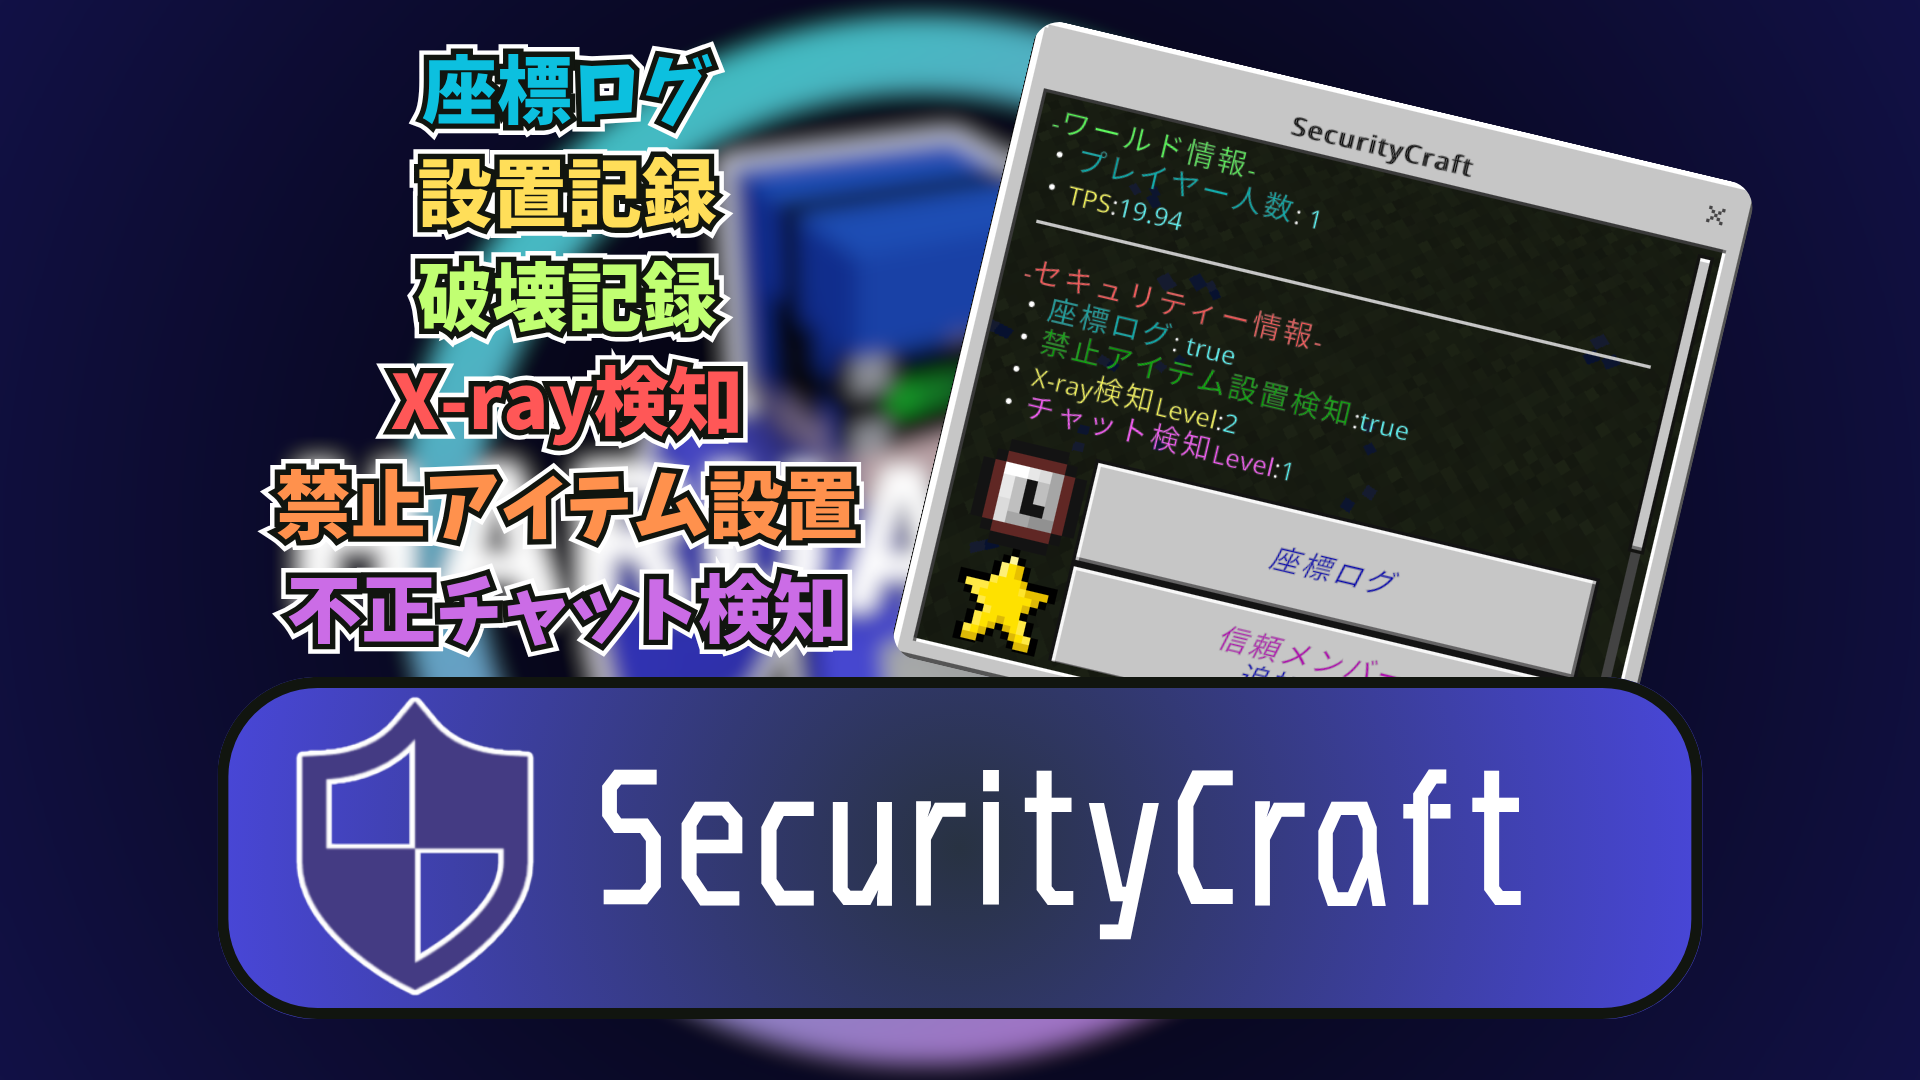 座標ログ
設置記録
破壊記録
X-ray検知
禁止アイテム設置
不正チャット検知
SecurityCraft
-ワールド情報-
・プレイヤー人数: 1
・TPS:19.94
-セキュリティー情報-
・座標ログ: true
・禁止アイテム設置検知:true
・X-ray検知Level:2
・チャット検知Level:1
座標ログ
信頼メンバー
SecurityCraft